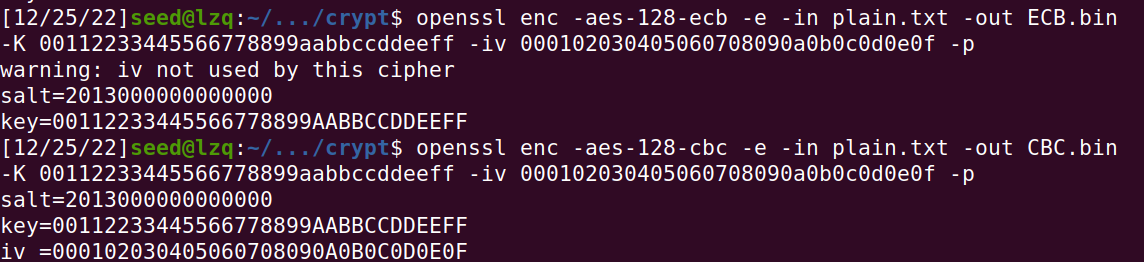 [12/25/22]seed@lzq:~/.../crypt$ openssl enc -aes-128-ecb -e -in plain.txt -out ECB.bin
-K 00112233445566778899aabbccddeeff -iv 000102030405060708090a0b0c0d0e0f -p
warning: iv not used by this cipher
salt=2013000000000000
key=00112233445566778899AABBCCDDEEFF
[12/25/22]seed@lzq:~/.../crypt$ openssl enc -aes-128-cbc -e -in plain.txt -out CBC.bin
-K 00112233445566778899aabbccddeeff -iv 000102030405060708090a0b0c0d0e0f -p
salt=2013000000000000
key=00112233445566778899AABBCCDDEEFF
iv =000102030405060708090A0B0C0D0E0F